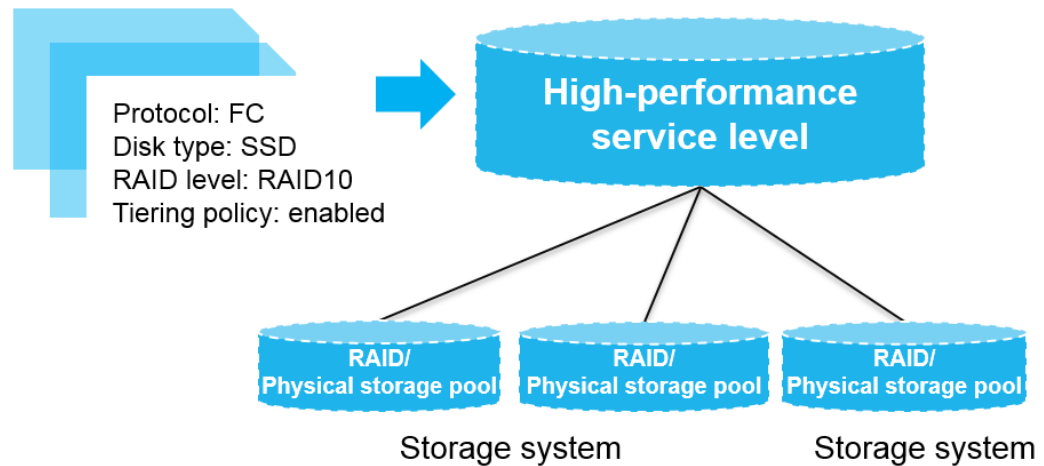 Protocol: FC
Disk type: SSD
RAID level: RAID10
Tiering policy: enabled
High-performance
service level
RAID/
Physical storage pool
RAID/
Physical storage pool
RAID/
Physical storage pool
Storage system
Storage system